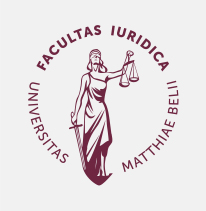 FACULTAS IURIDICA
UNIVERSITAS
MATTHIAE BELII